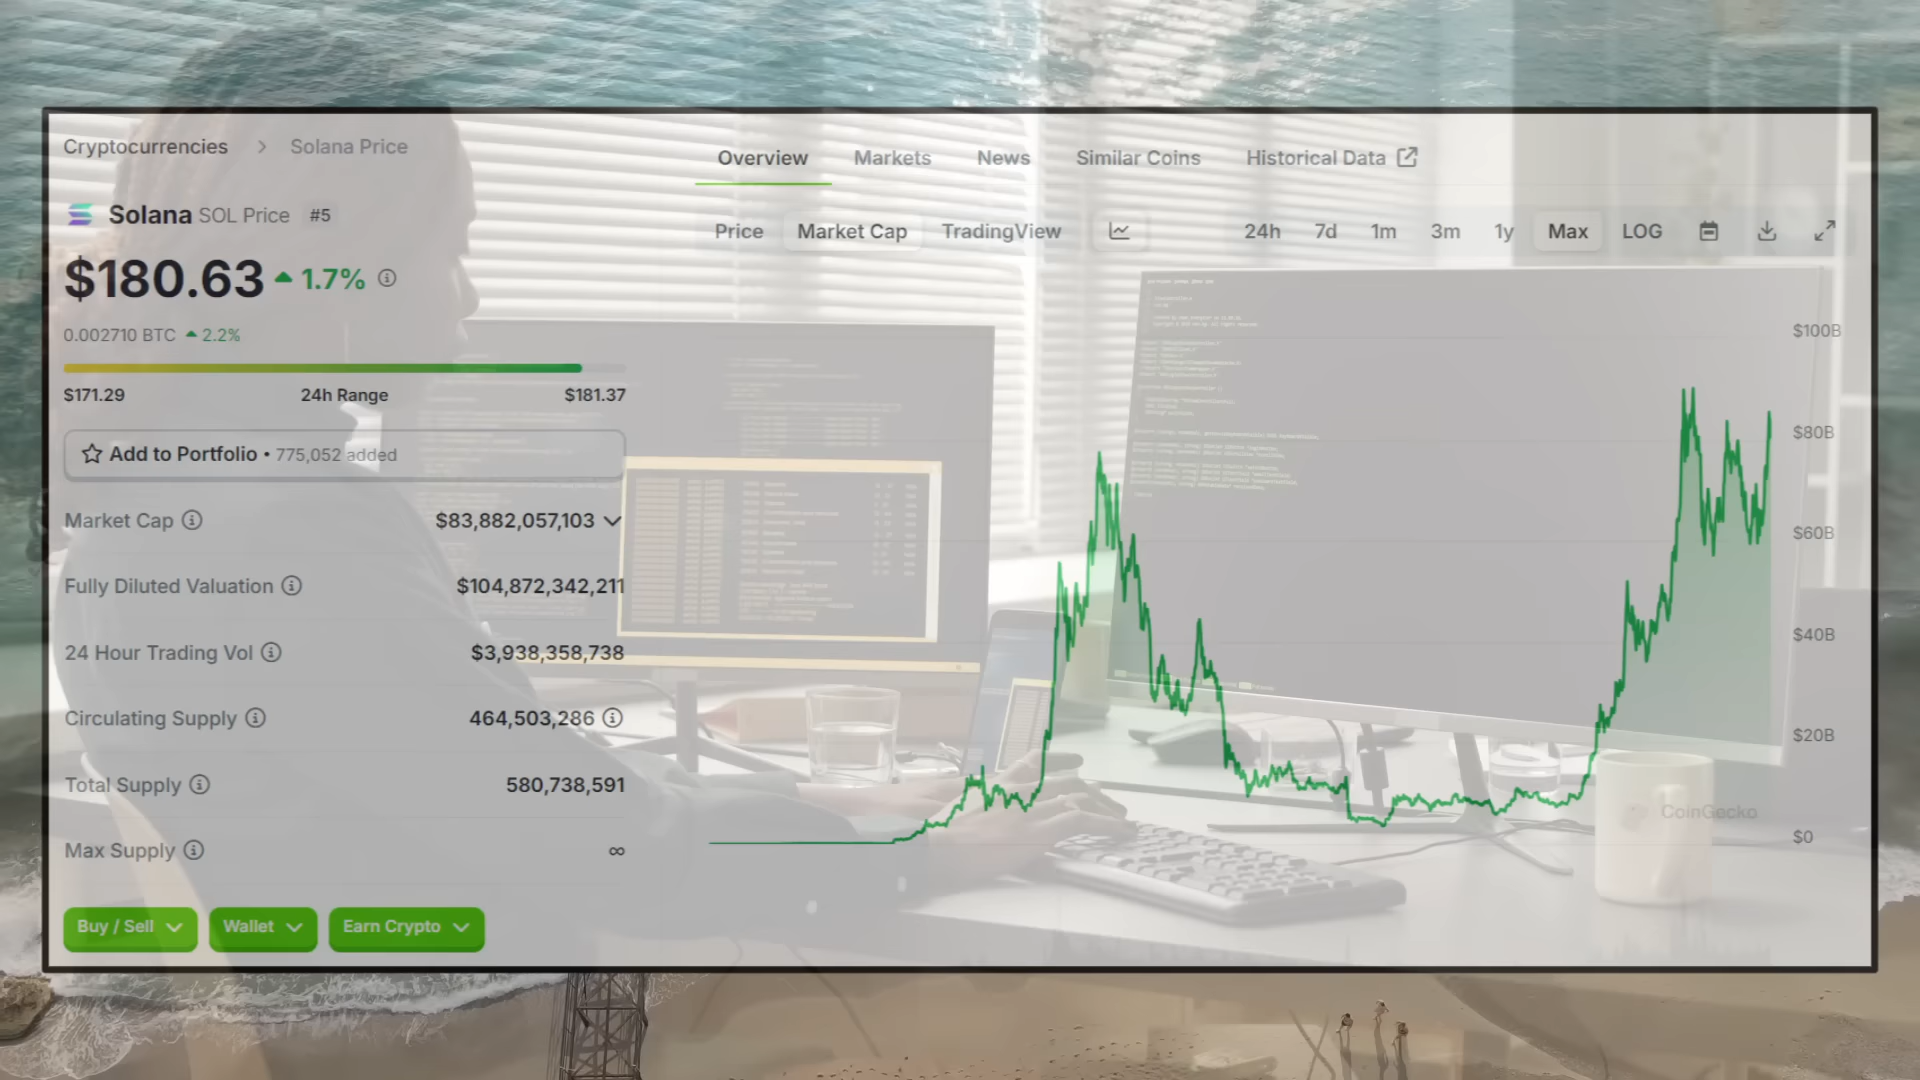 Cryptocurrencies > Solana Price
Solana SOL Price #5
$180.63 1.7%
0.002710 BTC 2.2%
$171.29 24h Range $181.37
Add to Portfolio • 775,052 added
Market Cap $83,882,057,103
Fully Diluted Valuation $104,872,342,211
24 Hour Trading Vol $3,938,358,738
Circulating Supply 464,503,286
Total Supply 580,738,591
Max Supply ∞
Buy / Sell Wallet Earn Crypto
Overview Markets News Similar Coins Historical Data
Price Market Cap TradingView 24h 7d 1m 3m 1y Max LOG
$100B
$80B
$60B
$40B
$20B
$0
CoinGecko